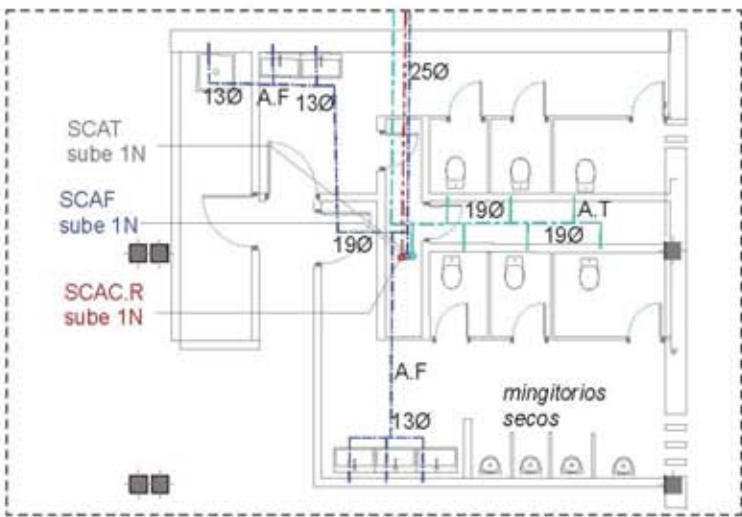 25Ø
13Ø
A.F
13Ø
SCAT
sube 1N
SCAF
sube 1N
19Ø
A.T
19Ø
19Ø
SCAC.R
sube 1N
A.F
mingitorios
secos
13Ø